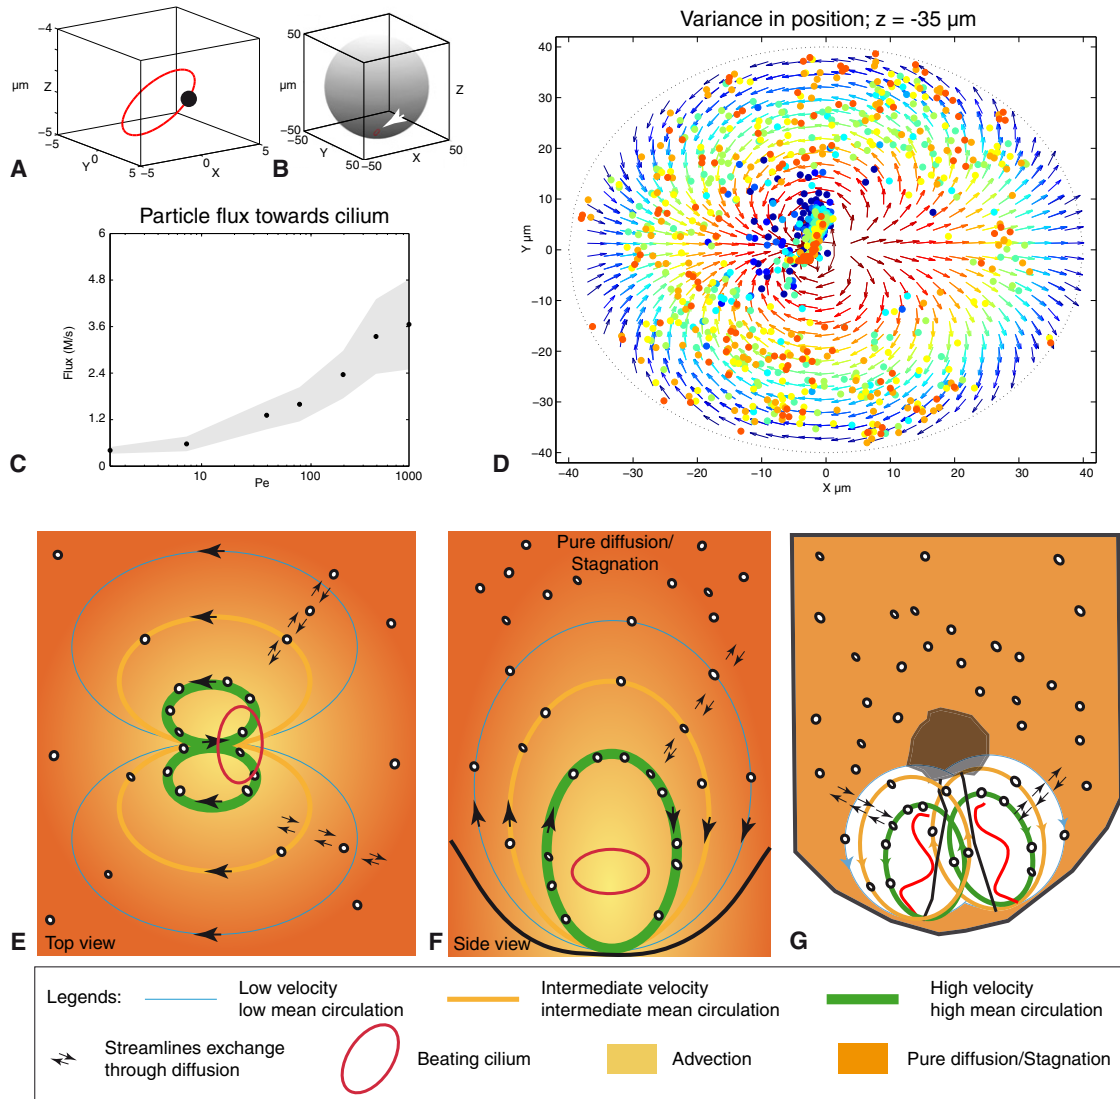 −4
μm
Z
−5
−5
Y
0
5
−5
0
X
5
A
50
μm
−50
Y
50
−50
X
50
Z
B
Variance in position; z = -35 μm
40
30
20
10
0
−10
−20
−30
−40
Y μm
−40
−30
−20
−10
0
10
20
30
40
X μm
D
Particle flux towards cilium
6
4.8
3.6
2.4
1.2
0
Flux (M/s)
10
100
1000
Pe
C
E
Top view
Pure diffusion/
Stagnation
F
Side view
G
Legends:
Low velocity
low mean circulation
Intermediate velocity
intermediate mean circulation
High velocity
high mean circulation
Streamlines exchange
through diffusion
Beating cilium
Advection
Pure diffusion/Stagnation